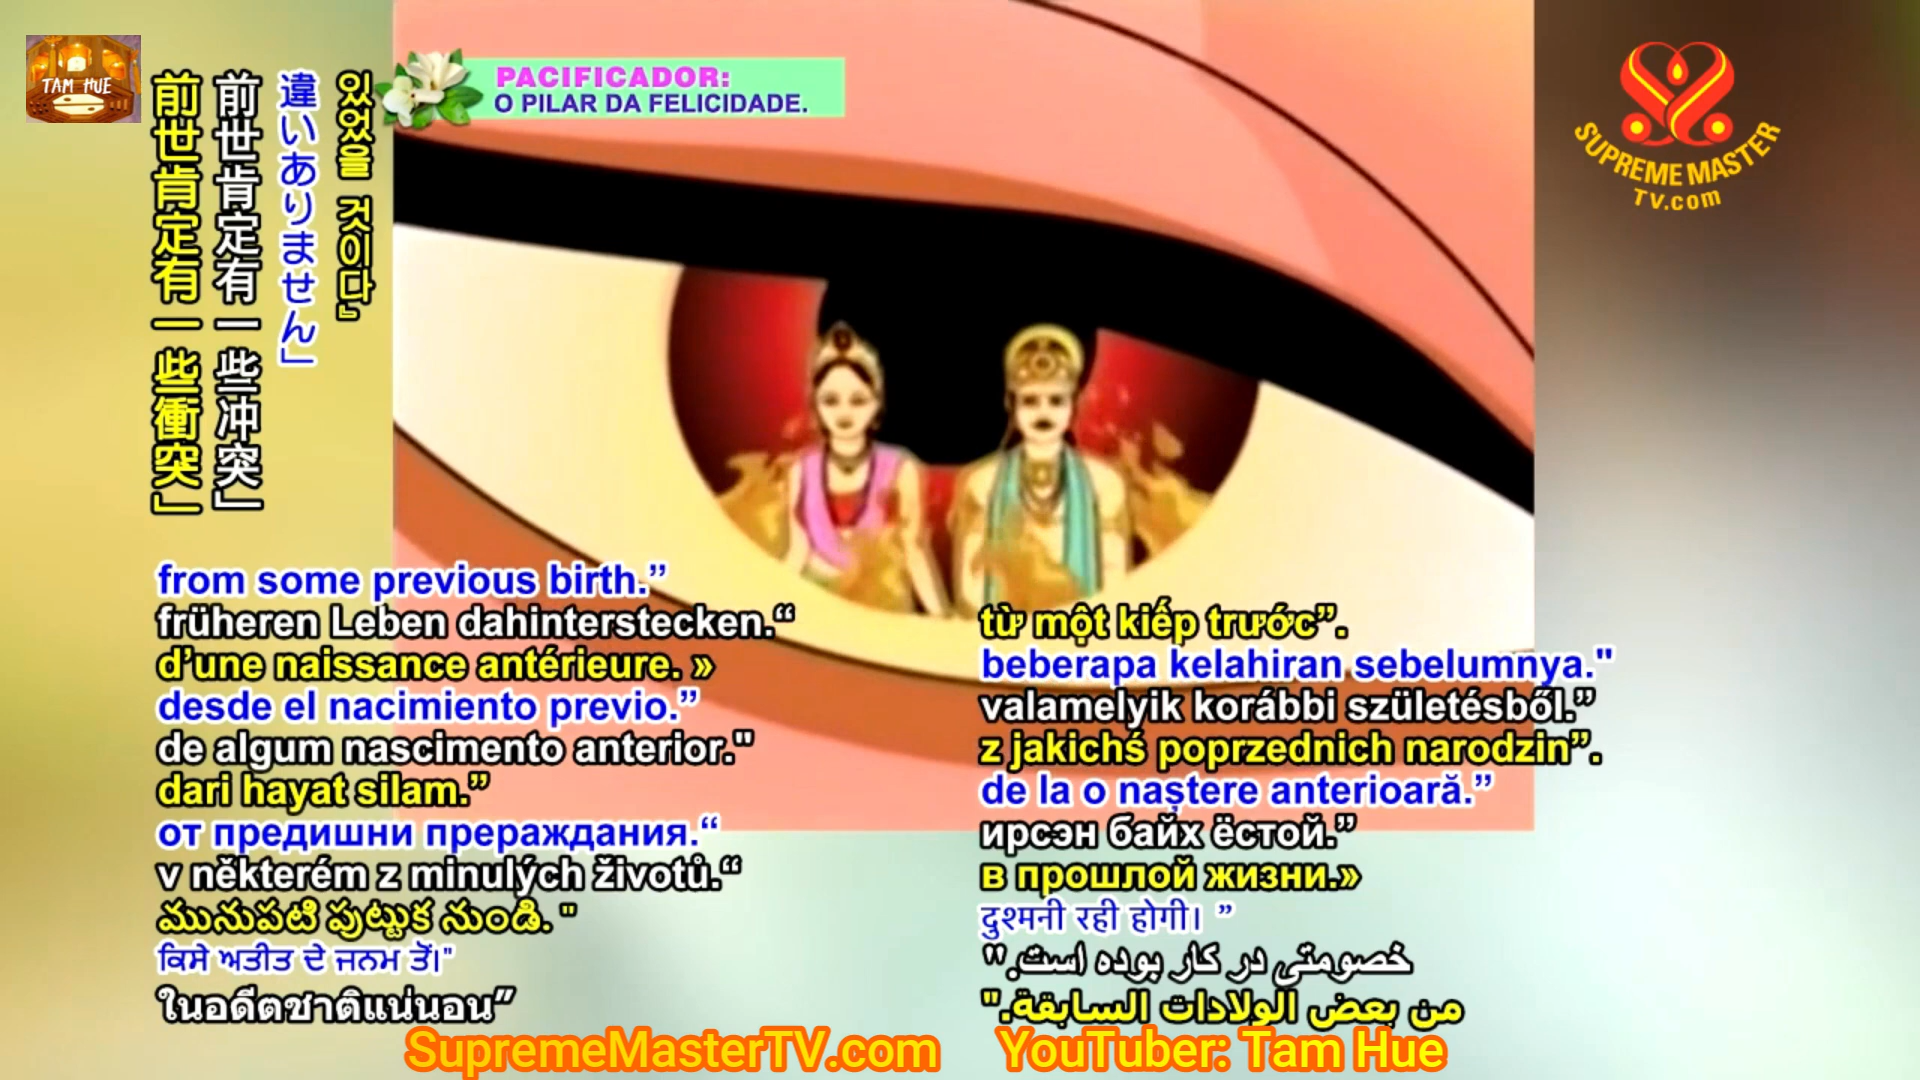 TAM HUE
PACIFICADOR:
O PILAR DA FELICIDADE.
SUPREME MASTER
TV.com
있었을 것이다』
違いありません」
前世肯定有一些冲突」
前世肯定有一些衝突」
from some previous birth.”
früheren Leben dahinterstecken.“
d’une naissance antérieure. »
desde el nacimiento previo.”
de algum nascimento anterior."
dari hayat silam.”
от предишни прераждания.“
v některém z minulých životů.“
మునుపటి పుట్టుక నుండి. "
ਕਿਸੇ ਅਤੀਤ ਦੇ ਜਨਮ ਤੋਂ।"
ในอดีตชาติแน่นอน”
từ một kiếp trước”.
beberapa kelahiran sebelumnya."
valamelyik korábbi születésből.”
z jakichś poprzednich narodzin”.
de la o naștere anterioară.”
ирсэн байх ёстой.”
в прошлой жизни.»
दुश्मनी रही होगी। ”
خصومتی در کار بوده است."
من بعض الولادات السابقة."
SupremeMasterTV.com YouTuber: Tam Hue